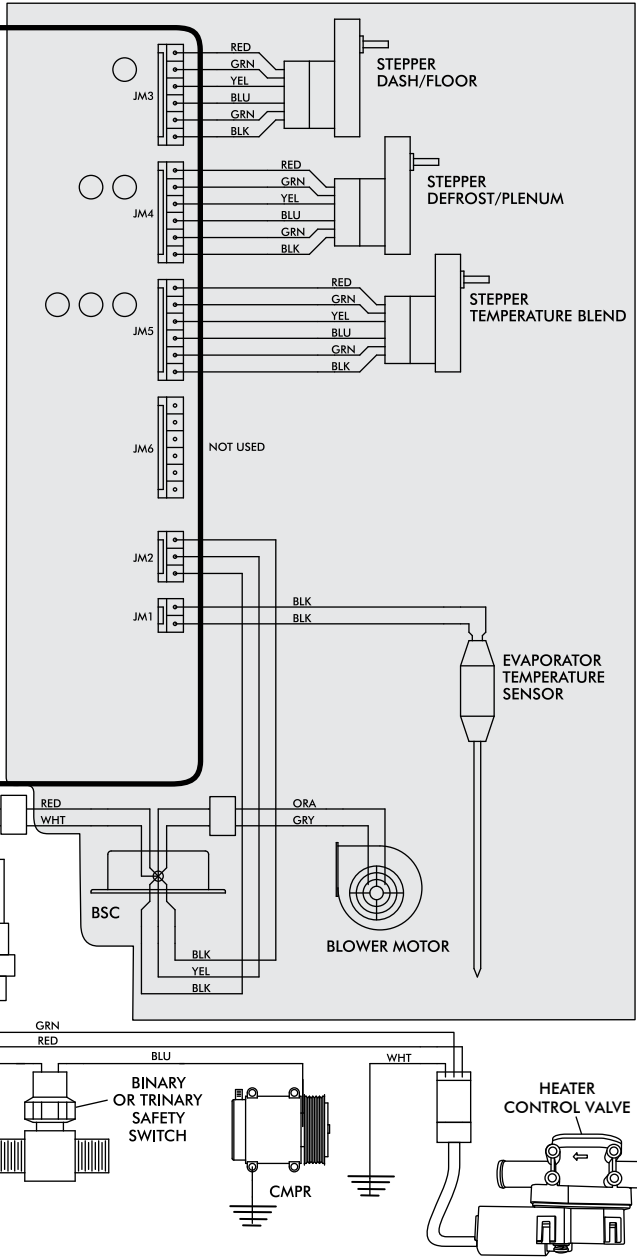 RED
GRN
YEL
BLU
GRN
BLK
JM3
STEPPER
DASH/FLOOR
RED
GRN
YEL
BLU
GRN
BLK
JM4
STEPPER
DEFROST/PLENUM
RED
GRN
YEL
BLU
GRN
BLK
JM5
STEPPER
TEMPERATURE BLEND
JM6
NOT USED
JM2
JM1
BLK
BLK
EVAPORATOR
TEMPERATURE
SENSOR
RED
WHT
ORA
GRY
BSC
BLOWER MOTOR
BLK
YEL
BLK
GRN
RED
BLU
WHT
BINARY
OR TRINARY
SAFETY
SWITCH
CMPR
HEATER
CONTROL VALVE